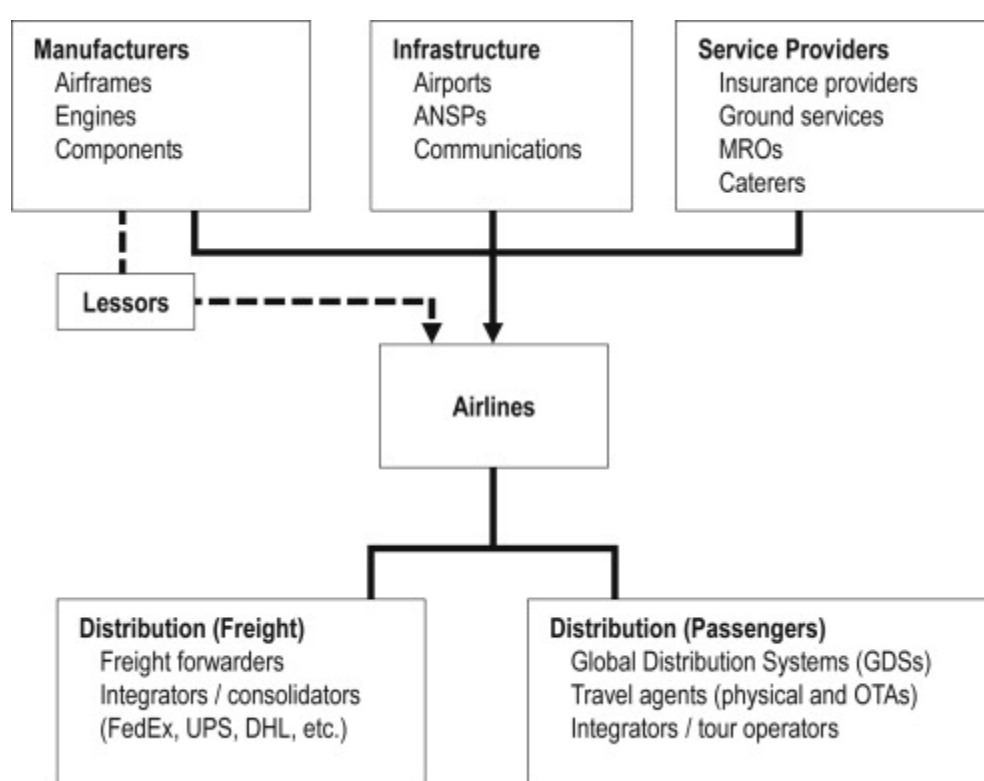 Manufacturers
Airframes
Engines
Components
Infrastructure
Airports
ANSPs
Communications
Service Providers
Insurance providers
Ground services
MROs
Caterers
Lessors
Airlines
Distribution (Freight)
Freight forwarders
Integrators / consolidators
(FedEx, UPS, DHL, etc.)
Distribution (Passengers)
Global Distribution Systems (GDSs)
Travel agents (physical and OTAs)
Integrators / tour operators